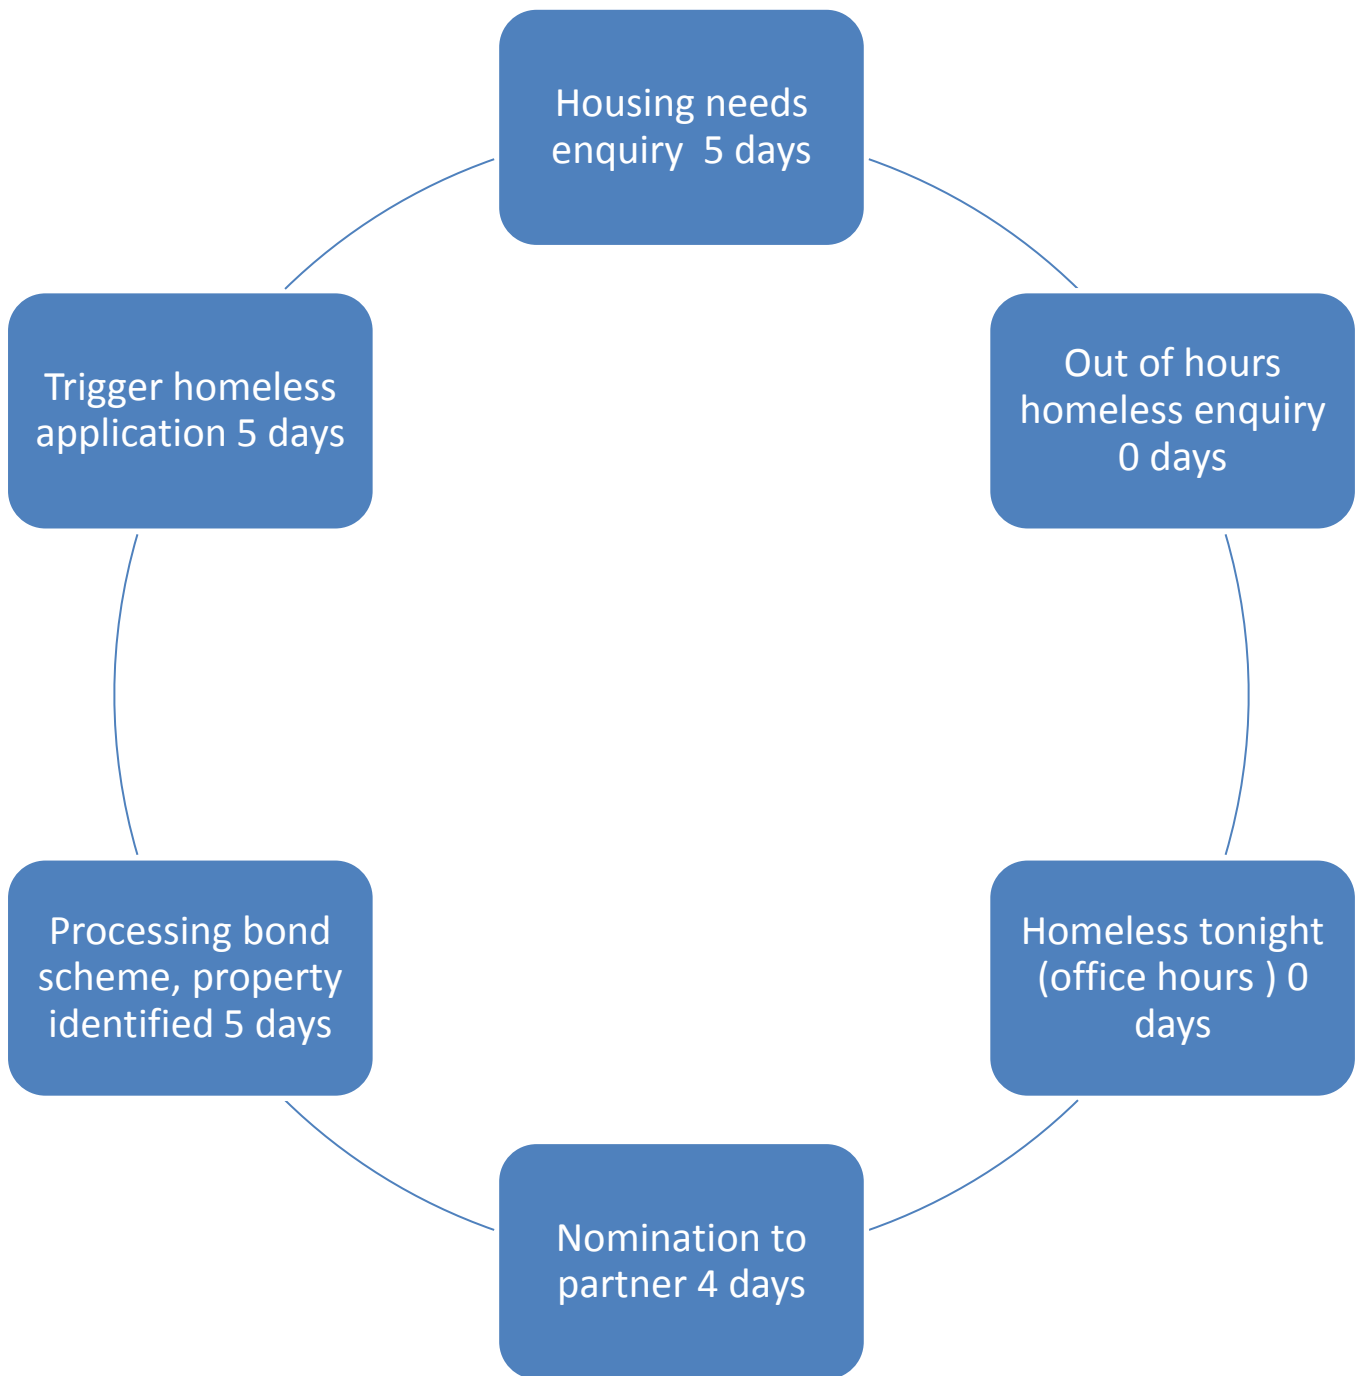 Housing needs
enquiry  5 days
Out of hours
homeless enquiry
0 days
Homeless tonight
(office hours ) 0
days
Nomination to
partner 4 days
Processing bond
scheme, property
identified 5 days
Trigger homeless
application 5 days